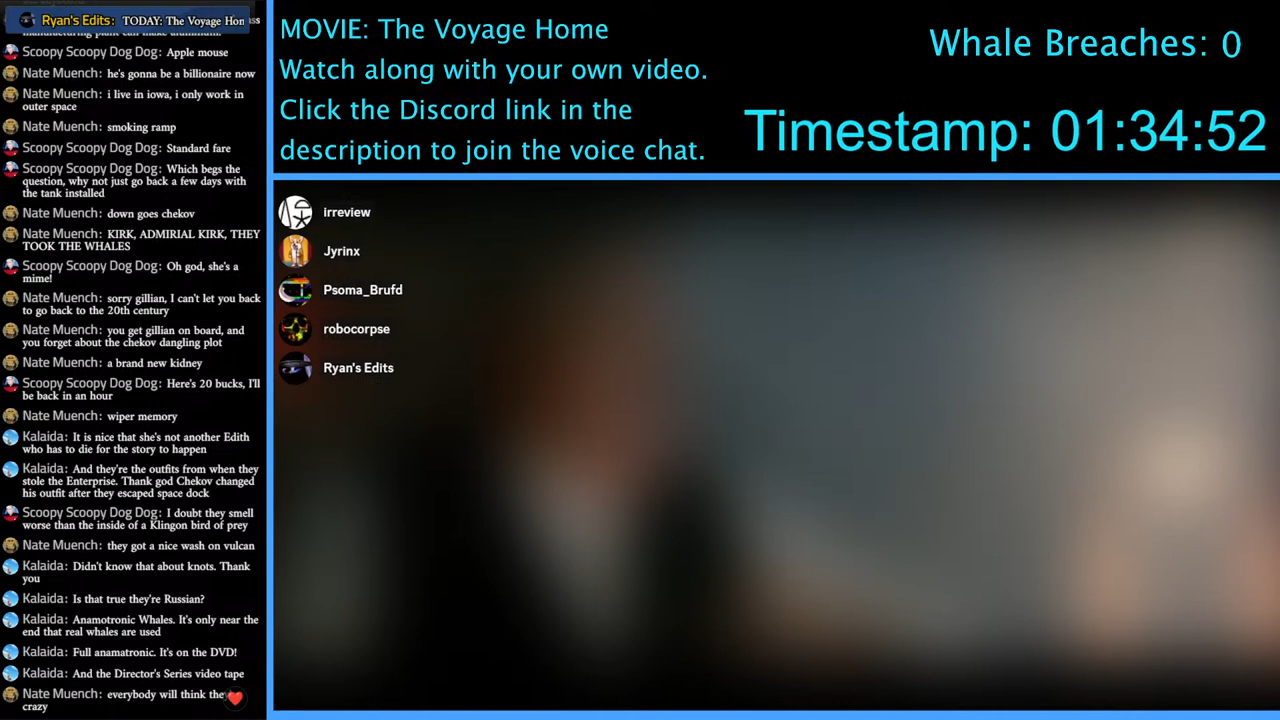 Ryan's Edits: TODAY: The Voyage Hom
manufacturing plant can make aluminum!
Scoopy Scoopy Dog Dog: Apple mouse
Nate Muench: he's gonna be a billionaire now
Nate Muench: i live in iowa, i only work in
outer space
Nate Muench: smoking ramp
Scoopy Scoopy Dog Dog: Standard fare
Scoopy Scoopy Dog Dog: Which begs the
question, why not just go back a few days with
the tank installed
Nate Muench: down goes chekov
Nate Muench: KIRK, ADMIRIAL KIRK, THEY
TOOK THE WHALES
Scoopy Scoopy Dog Dog: Oh god, she's a
mime!
Nate Muench: sorry gillian, I can't let you back
to go back to the 20th century
Nate Muench: you get gillian on board, and
you forget about the chekov dangling plot
Nate Muench: a brand new kidney
Scoopy Scoopy Dog Dog: Here's 20 bucks, I'll
be back in an hour
Nate Muench: wiper memory
Kalaida: It is nice that she's not another Edith
who has to die for the story to happen
Kalaida: And they're the outfits from when they
stole the Enterprise. Thank god Chekov changed
his outfit after they escaped space dock
Scoopy Scoopy Dog Dog: I doubt they smell
worse than the inside of a Klingon bird of prey
Nate Muench: they got a nice wash on vulcan
Kalaida: Didn't know that about knots. Thank
you
Kalaida: Is that true they're Russian?
Kalaida: Anamotronic Whales. It's only near the
end that real whales are used
Kalaida: Full anamatronic. It's on the DVD!
Kalaida: And the Director's Series video tape
Nate Muench: everybody will think
crazy
MOVIE: The Voyage Home
Watch along with your own video.
Click the Discord link in the
description to join the voice chat.
Whale Breaches: 0
Timestamp: 01:34:52
irreview
Jyrinx
Psoma_Brufd
robocorpse
Ryan's Edits